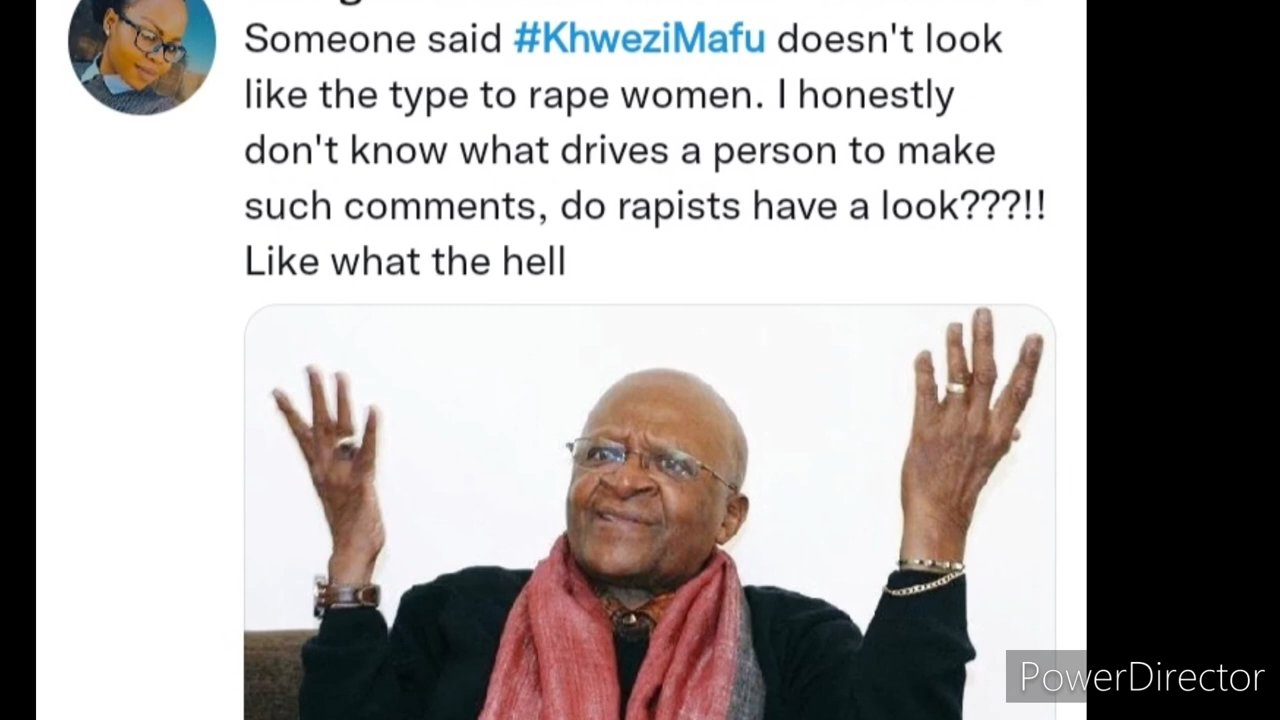 Someone said #KhweziMafu doesn't look
like the type to rape women. I honestly
don't know what drives a person to make
such comments, do rapists have a look???!!
Like what the hell
PowerDirector